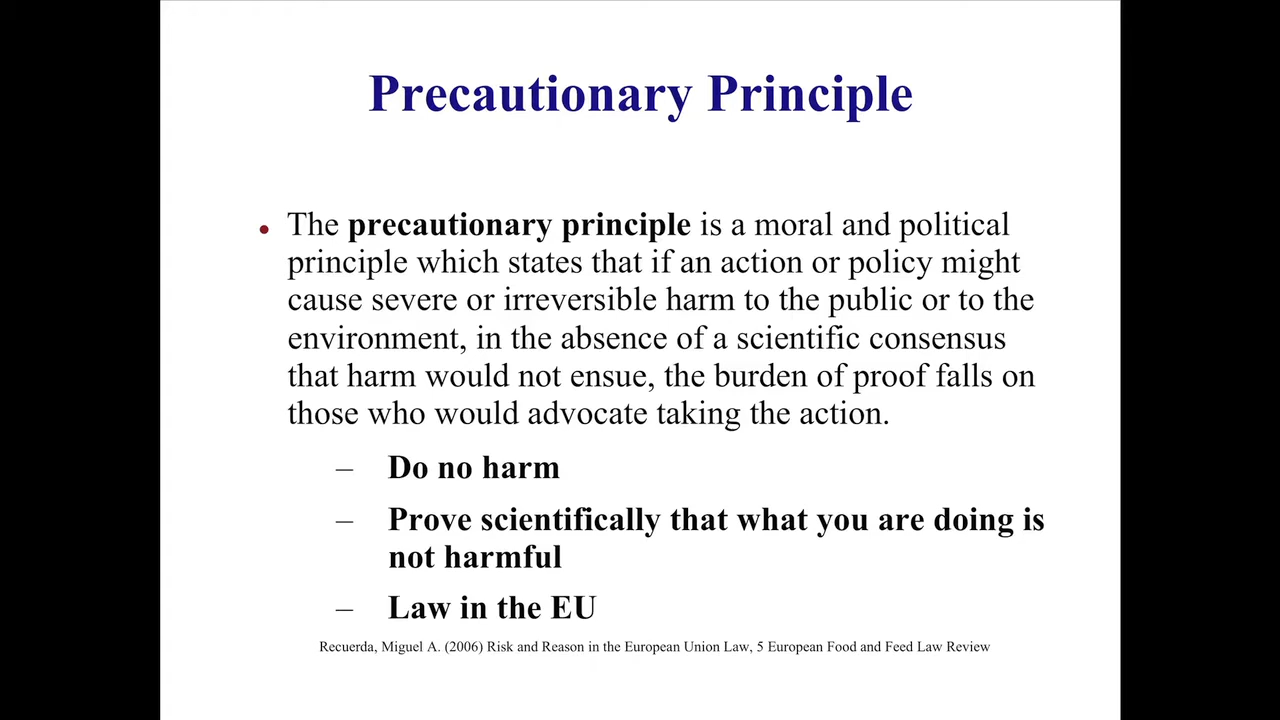 Precautionary Principle
• The precautionary principle is a moral and political
principle which states that if an action or policy might
cause severe or irreversible harm to the public or to the
environment, in the absence of a scientific consensus
that harm would not ensue, the burden of proof falls on
those who would advocate taking the action.
– Do no harm
– Prove scientifically that what you are doing is
not harmful
– Law in the EU
Recuerda, Miguel A. (2006) Risk and Reason in the European Union Law, 5 European Food and Feed Law Review